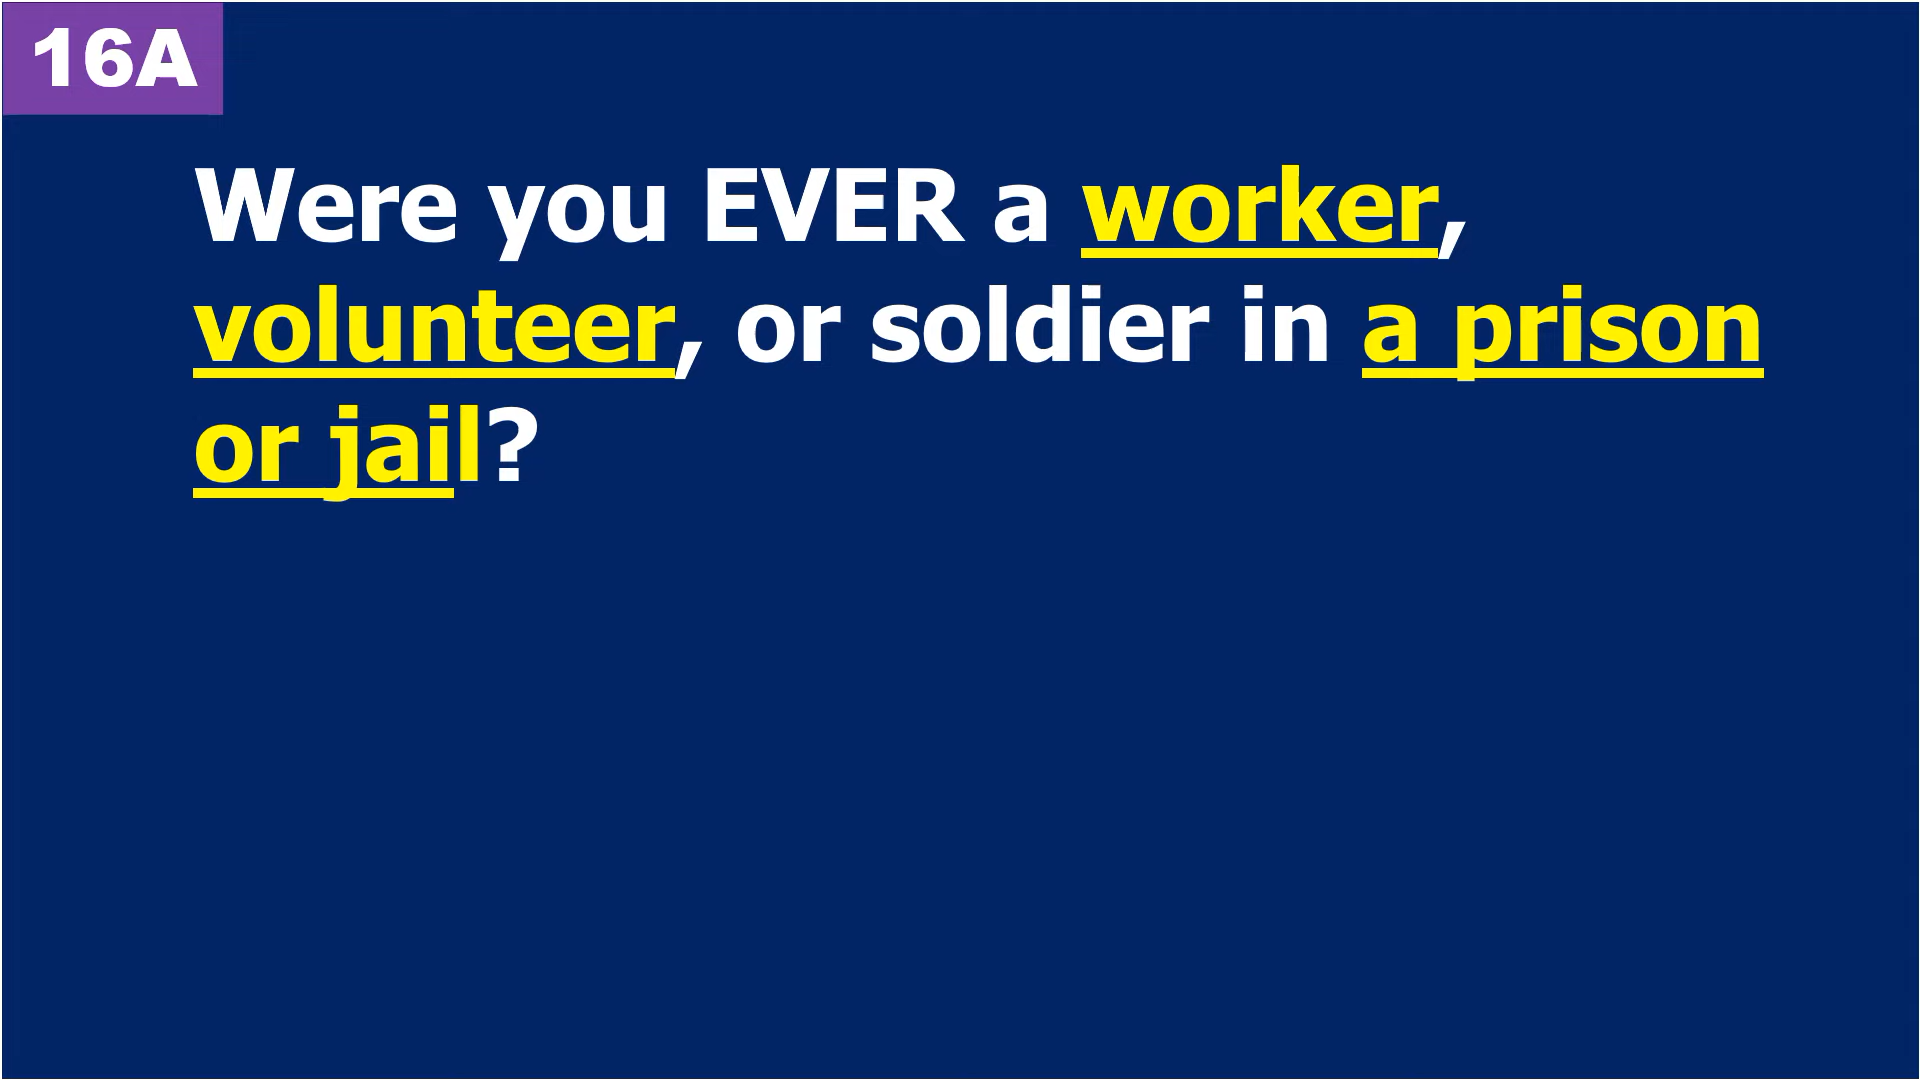 16A
Were you EVER a worker,
volunteer, or soldier in a prison
or jail?